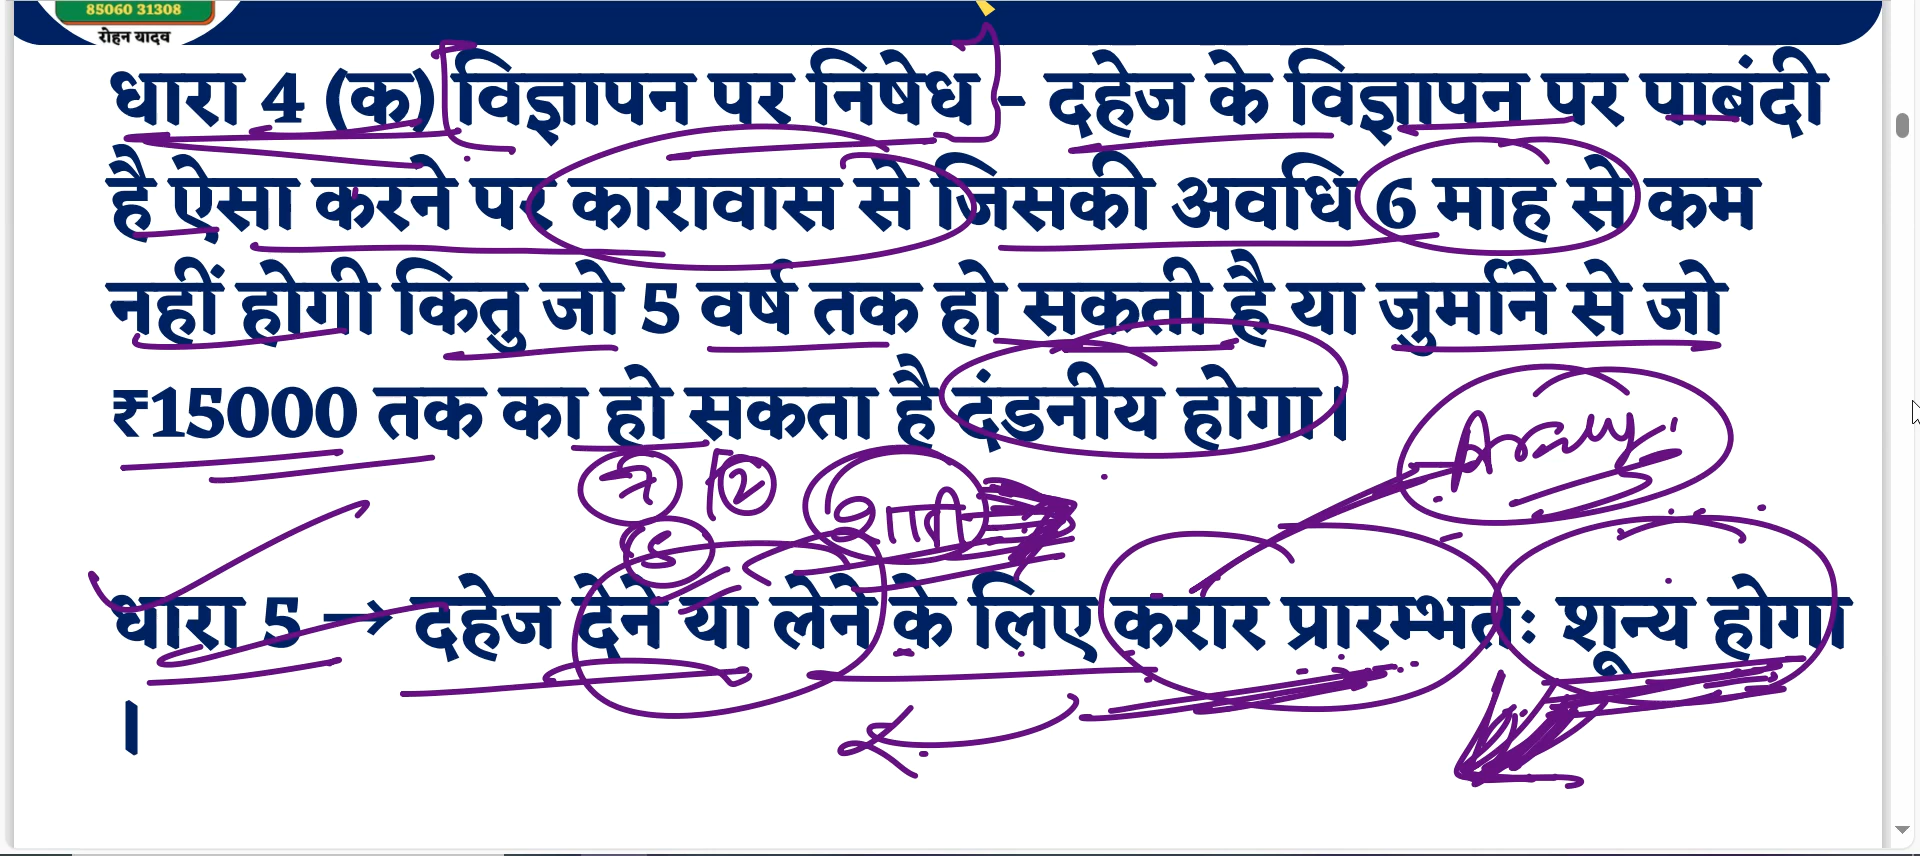 85060 31308
रोहन यादव
धारा 4 (क) विज्ञापन पर निषेध - दहेज के विज्ञापन पर पाबंदी
है ऐसा करने पर कारावास से जिसकी अवधि 6 माह से कम
नहीं होगी कितु जो 5 वर्ष तक हो सकती है या जुर्माने से जो
₹15000 तक का हो सकता है दंडनीय होगा।
2 शादी
धारा 5 → दहेज देने या लेने के लिए करार प्रारम्भतः शून्य होगा
।